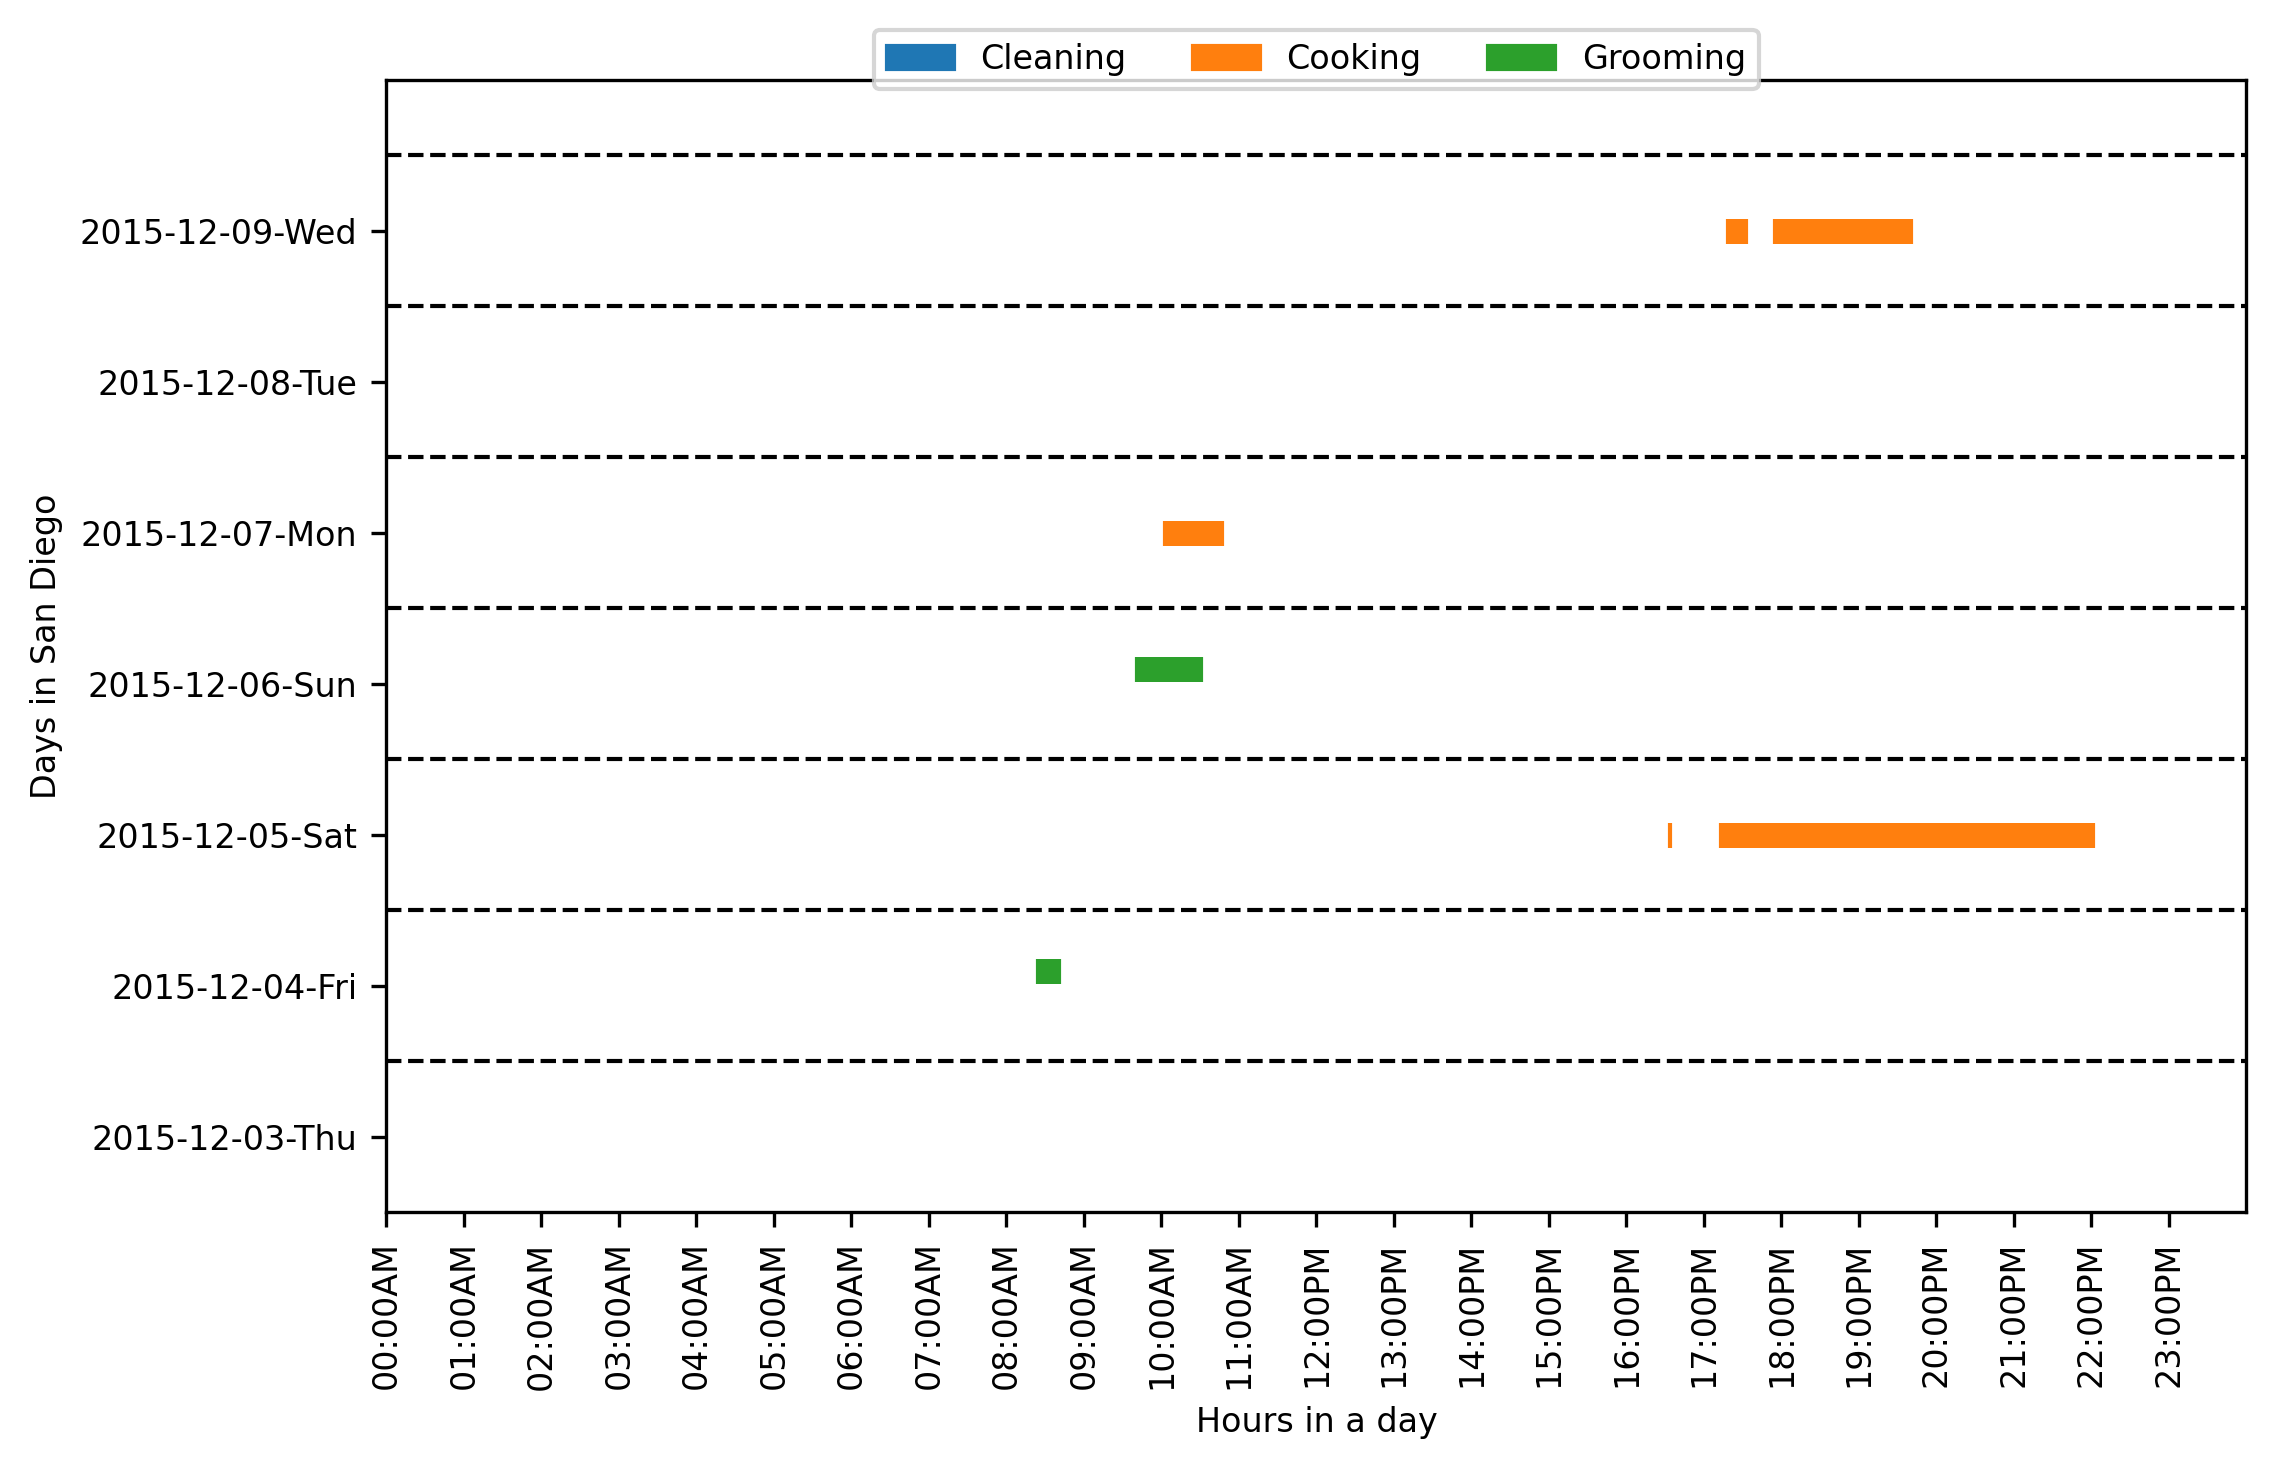 Cleaning Cooking Grooming
2015-12-09-Wed
2015-12-08-Tue
2015-12-07-Mon
2015-12-06-Sun
2015-12-05-Sat
2015-12-04-Fri
2015-12-03-Thu
Days in San Diego
00:00AM
01:00AM
02:00AM
03:00AM
04:00AM
05:00AM
06:00AM
07:00AM
08:00AM
09:00AM
10:00AM
11:00AM
12:00PM
13:00PM
14:00PM
15:00PM
16:00PM
17:00PM
18:00PM
19:00PM
20:00PM
21:00PM
22:00PM
23:00PM
Hours in a day